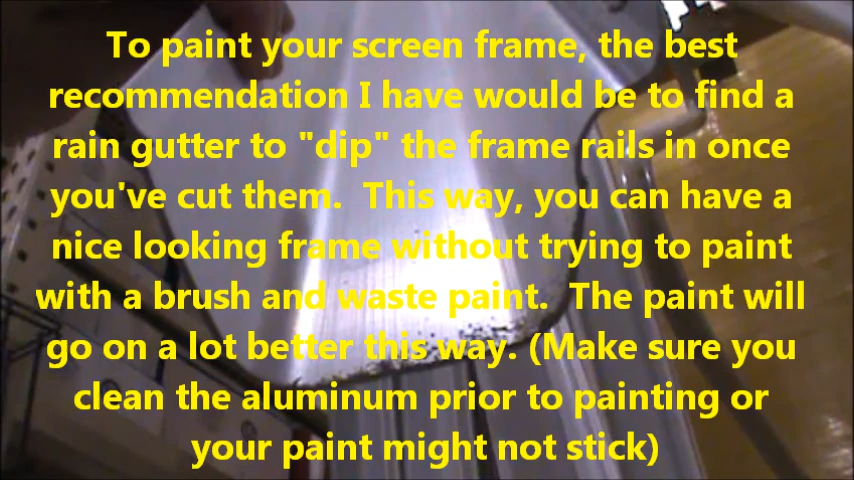 To paint your screen frame, the best
recommendation I have would be to find a
rain gutter to "dip" the frame rails in once
you've cut them.  This way, you can have a
nice looking frame without trying to paint
with a brush and waste paint.  The paint will
go on a lot better this way. (Make sure you
clean the aluminum prior to painting or
your paint might not stick)